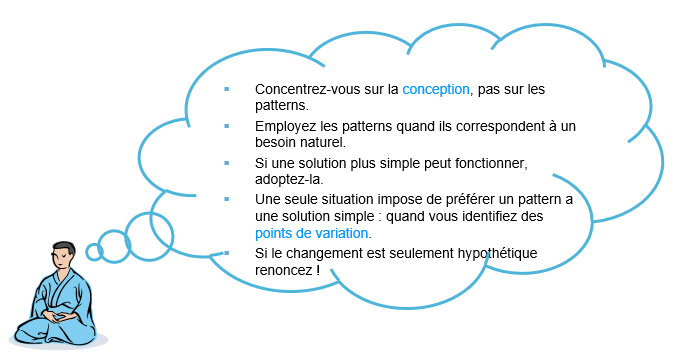 Concentrez-vous sur la conception, pas sur les
patterns.
Employez les patterns quand ils correspondent à un
besoin naturel.
Si une solution plus simple peut fonctionner,
adoptez-la.
Une seule situation impose de préférer un pattern a
une solution simple : quand vous identifiez des
points de variation.
Si le changement est seulement hypothétique
renoncez !